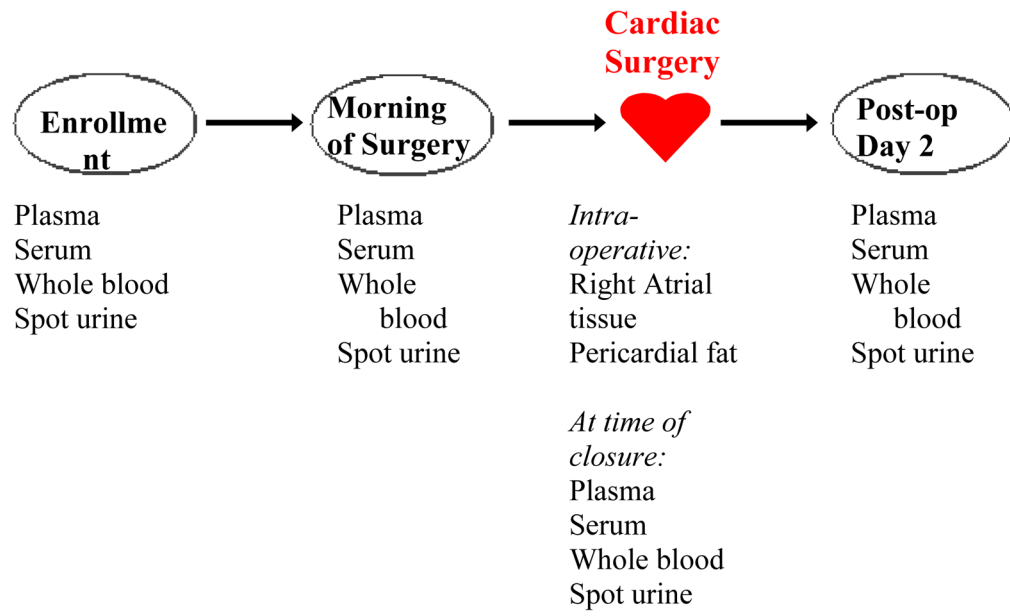 Enrollme
nt
Plasma
Serum
Whole blood
Spot urine
Morning
of Surgery
Plasma
Serum
Whole
blood
Spot urine
Cardiac
Surgery
Intra-
operative:
Right Atrial
tissue
Pericardial fat
At time of
closure:
Plasma
Serum
Whole blood
Spot urine
Post-op
Day 2
Plasma
Serum
Whole
blood
Spot urine